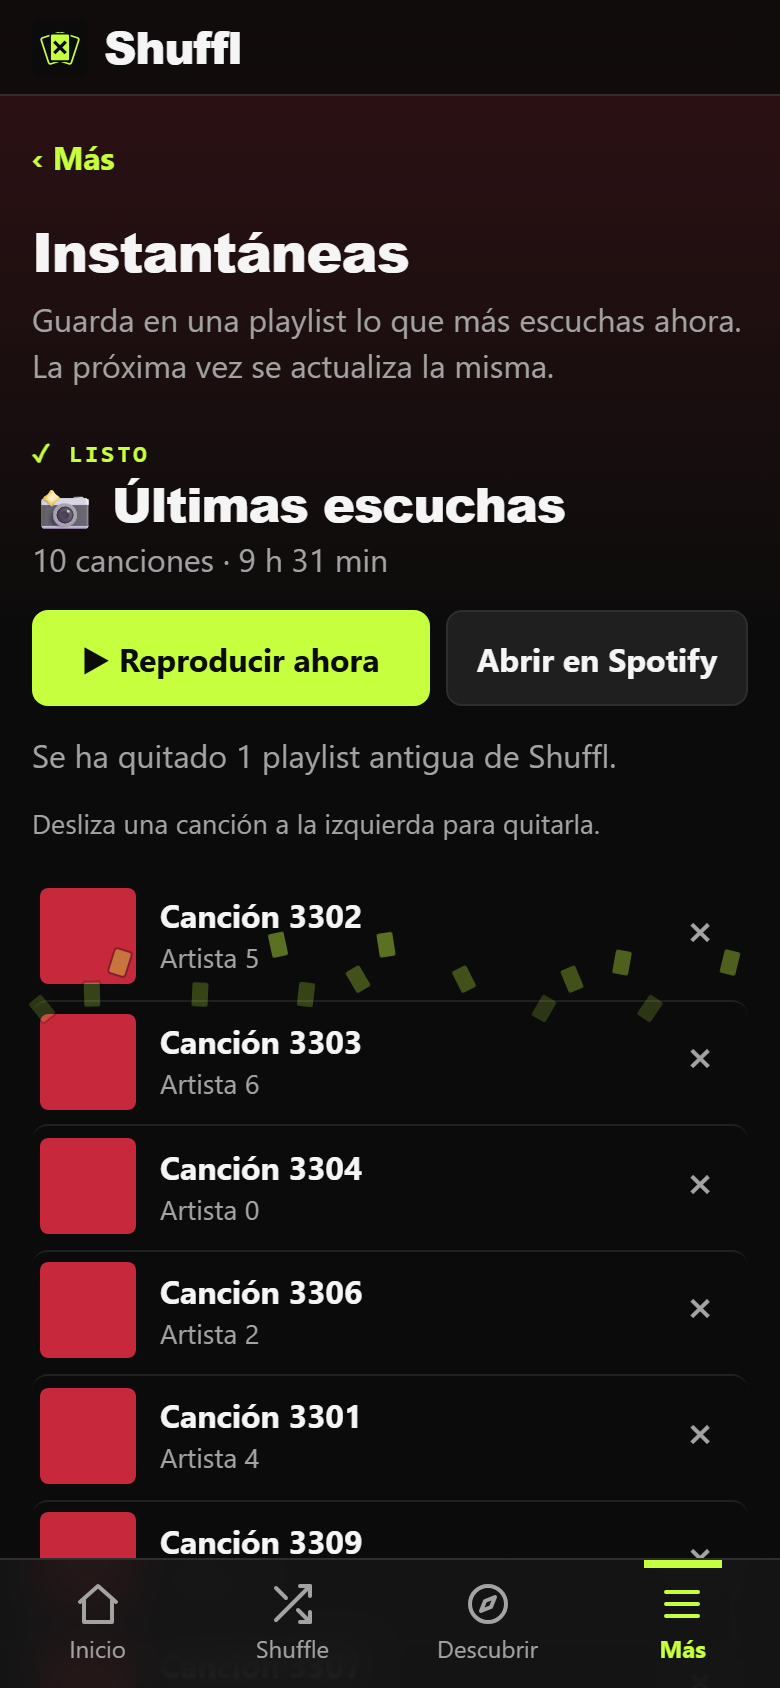 Shuffl
‹ Más
Instantáneas
Guarda en una playlist lo que más escuchas ahora.
La próxima vez se actualiza la misma.
✓ LISTO
📸 Últimas escuchas
10 canciones · 9 h 31 min
▶ Reproducir ahora
Abrir en Spotify
Se ha quitado 1 playlist antigua de Shuffl.
Desliza una canción a la izquierda para quitarla.
Canción 3302
Artista 5
✕
Canción 3303
Artista 6
✕
Canción 3304
Artista 0
✕
Canción 3306
Artista 2
✕
Canción 3301
Artista 4
✕
Canción 3309
✕
Canción 3307
Inicio
Shuffle
Descubrir
Más